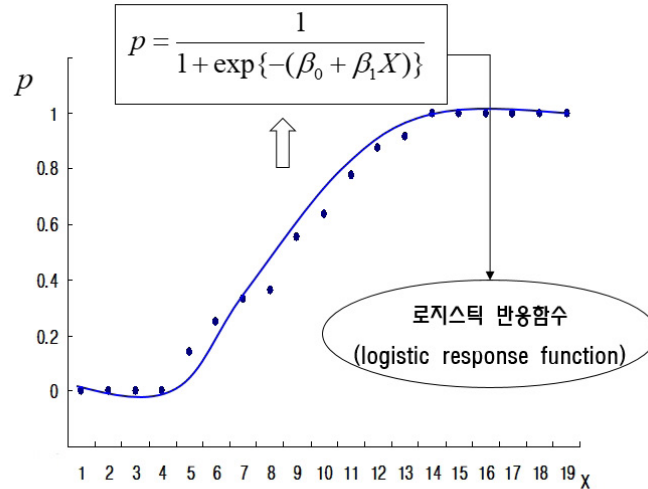 p = 1 / (1 + exp{-(β₀ + β₁X)})
p
1
0.8
0.6
0.4
0.2
0
로지스틱 반응함수
(logistic response function)
1 2 3 4 5 6 7 8 9 10 11 12 13 14 15 16 17 18 19 X